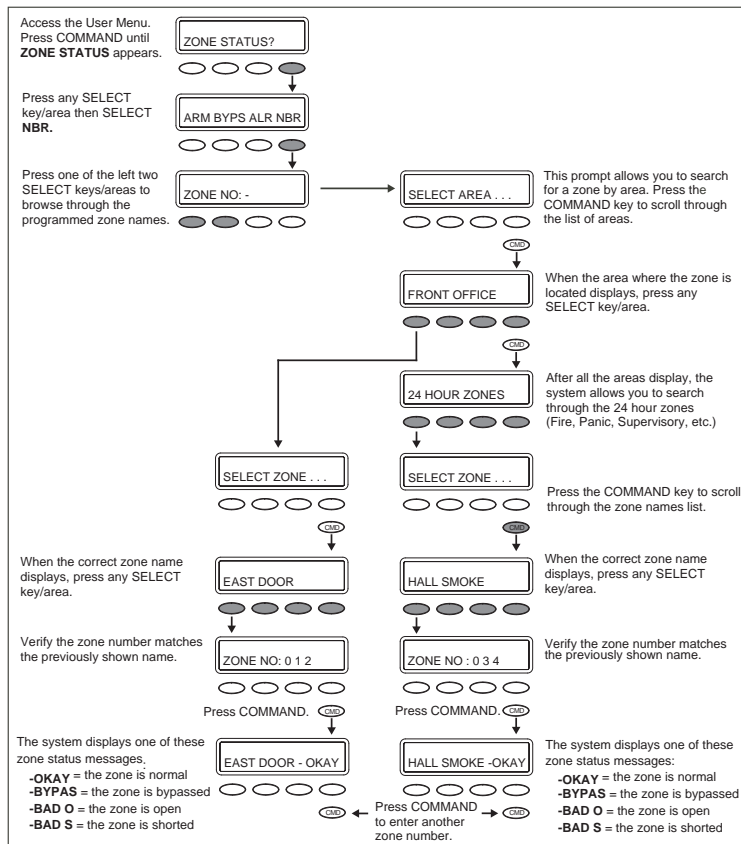 Access the User Menu.
Press COMMAND until
ZONE STATUS appears.
ZONE STATUS?
Press any SELECT
key/area then SELECT
NBR.
ARM BYPS ALR NBR
Press one of the left two
SELECT keys/areas to
browse through the
programmed zone names.
ZONE NO: -
SELECT AREA . . .
This prompt allows you to search
for a zone by area. Press the
COMMAND key to scroll through
the list of areas.
CMD
FRONT OFFICE
When the area where the zone is
located displays, press any
SELECT key/area.
CMD
24 HOUR ZONES
After all the areas display, the
system allows you to search
through the 24 hour zones
(Fire, Panic, Supervisory, etc.)
SELECT ZONE . . .
SELECT ZONE . . .
Press the COMMAND key to scroll
through the zone names list.
CMD
CMD
When the correct zone name
displays, press any SELECT
key/area.
EAST DOOR
HALL SMOKE
When the correct zone name
displays, press any SELECT
key/area.
Verify the zone number matches
the previously shown name.
ZONE NO: 0 1 2
ZONE NO : 0 3 4
Verify the zone number matches
the previously shown name.
Press COMMAND. CMD
Press COMMAND. CMD
The system displays one of these
zone status messages.
-OKAY = the zone is normal
-BYPAS = the zone is bypassed
-BAD O = the zone is open
-BAD S = the zone is shorted
EAST DOOR - OKAY
HALL SMOKE -OKAY
The system displays one of these
zone status messages:
-OKAY = the zone is normal
-BYPAS = the zone is bypassed
-BAD O = the zone is open
-BAD S = the zone is shorted
CMD
Press COMMAND
to enter another
zone number.
CMD